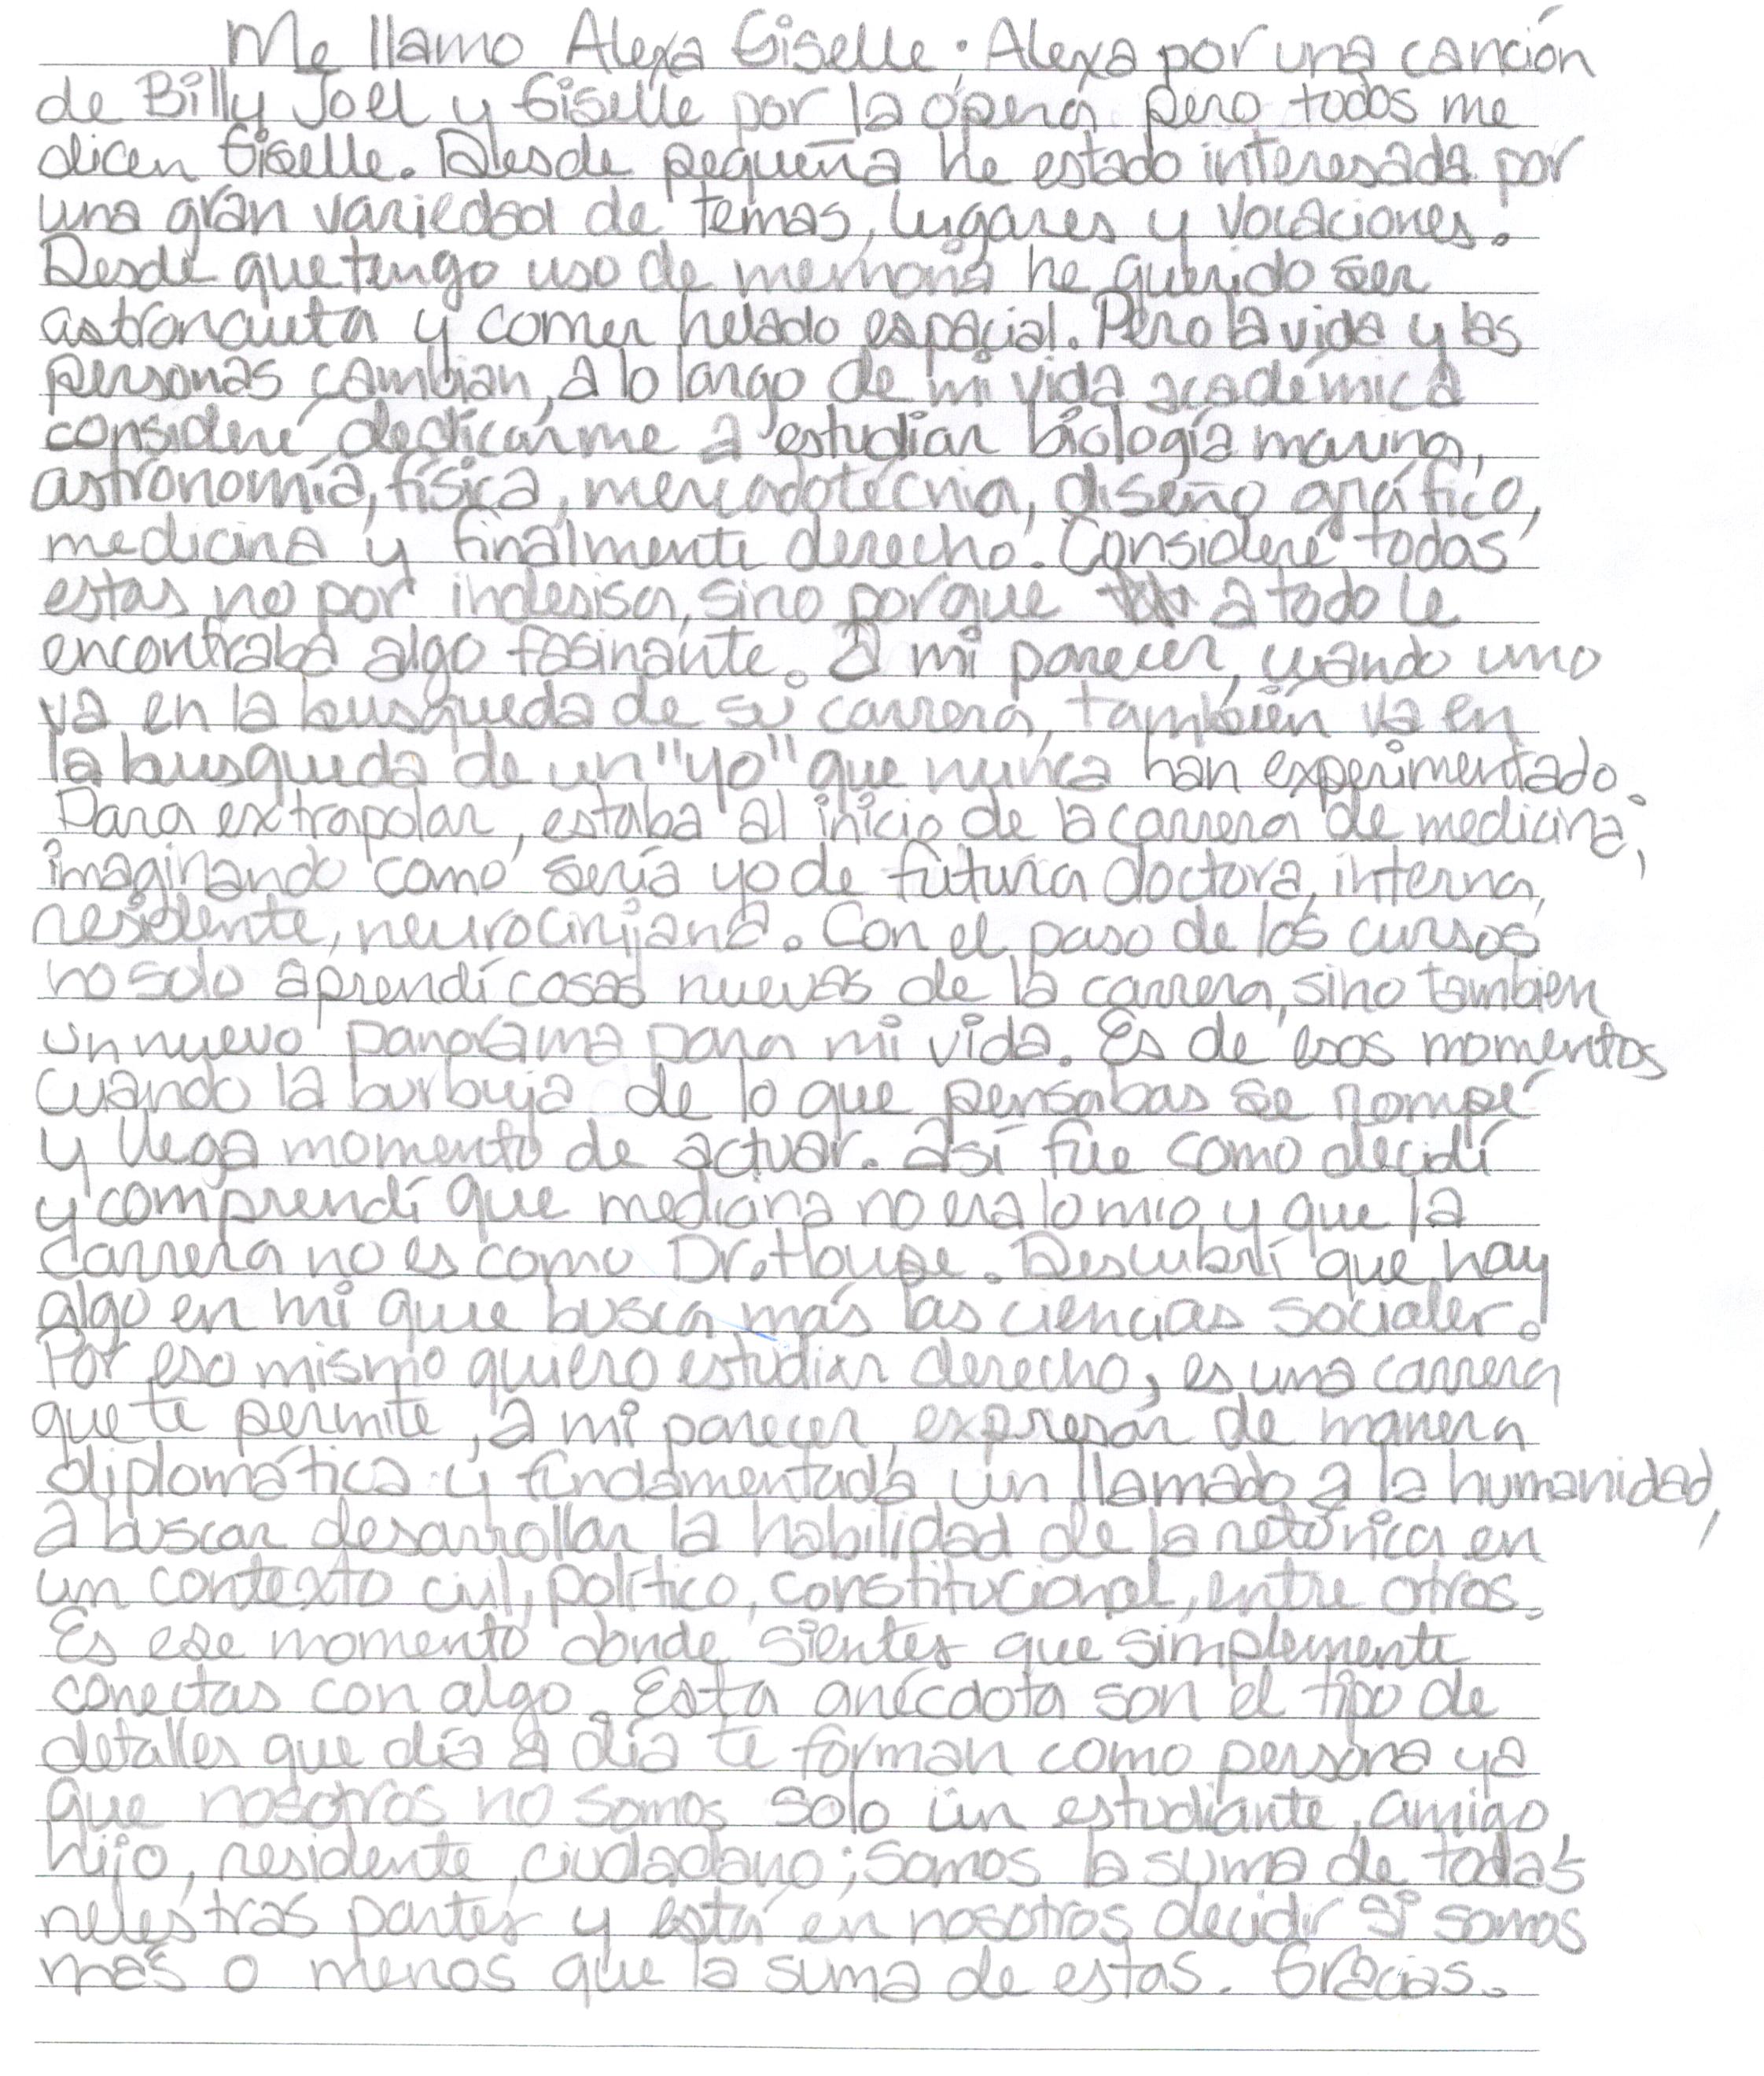 Me llamo Alexa Giselle; Alexa por una canción
de Billy Joel y Giselle por la ópera, pero todos me
dicen Giselle. Desde pequeña he estado interesada por
una gran variedad de temas, lugares y vocaciones.
Desde que tengo uso de memoria he querido ser
astronauta y comer helado espacial. Pero la vida y las
personas cambian, a lo largo de mi vida académica
consideré dedicarme a estudiar biología marina,
astronomía, física, mercadotécnia, diseño gráfico,
medicina y finalmente derecho. Consideré todas
estas no por indesisa, sino porque a todo le
encontraba algo fasinante. A mi parecer, cuando uno
va en la busqueda de su carrera, también va en
la busqueda de un "yo" que nunca han experimentado.
Para extrapolar, estaba al inicio de la carrera de medicina,
imaginando como sería yo de futura doctora, interna,
residente, neurocirujiana. Con el paso de los cursos
no solo aprendí cosas nuevas de la carrera, sino tambien
un nuevo panorama para mi vida. Es de esos momentos
cuando la burbuja de lo que pensabas se rompe
y llega momento de actuar. Así fue como decidí
y comprendí que medicina no era lo mio y que la
carrera no es como Dr. House. Descubrí que hay
algo en mi que busca más las ciencias sociales.
Por eso mismo quiero estudiar derecho, es una carrera
que te permite, a mi parecer, expresar de manera
diplomática y fundamentada un llamado a la humanidad,
a buscar desarrollar la habilidad de la retórica en
un contexto civil, político, constitucional, entre otros.
Es ese momento donde sientes que simplemente
conectas con algo. Esta anécdota son el tipo de
detalles que día a día te forman como persona ya
que nosotros no somos solo un estudiante, amigo,
hijo, residente, ciudadano; somos la suma de todas
nuestras partes y está en nosotros decidir si somos
más o menos que la suma de estas. Gracias.